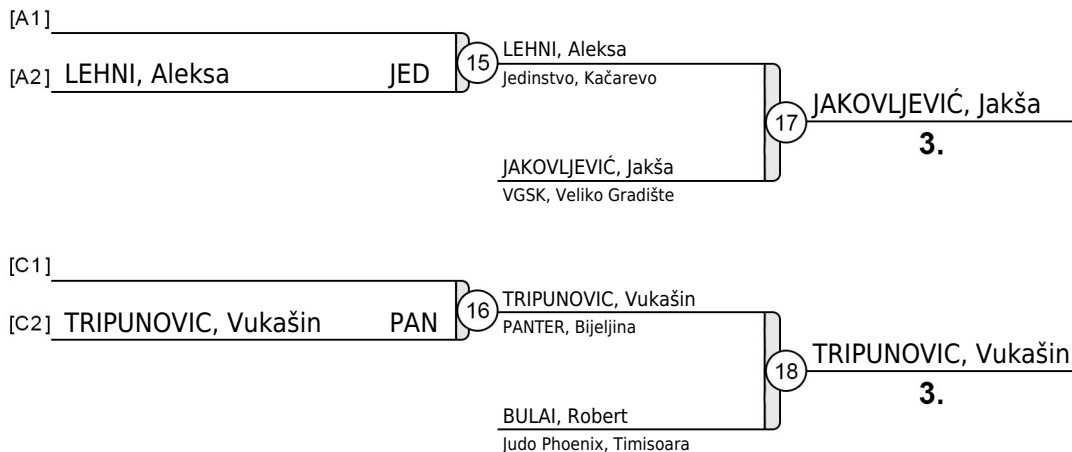 [A1]
[A2] LEHNI, Aleksa JED
15
LEHNI, Aleksa
Jedinstvo, Kačarevo
17
JAKOVLJEVIĆ, Jakša
3.
JAKOVLJEVIĆ, Jakša
VGSK, Veliko Gradište
[C1]
[C2] TRIPUNOVIC, Vukašin PAN
16
TRIPUNOVIC, Vukašin
PANTER, Bijeljina
18
TRIPUNOVIC, Vukašin
3.
BULAI, Robert
Judo Phoenix, Timisoara